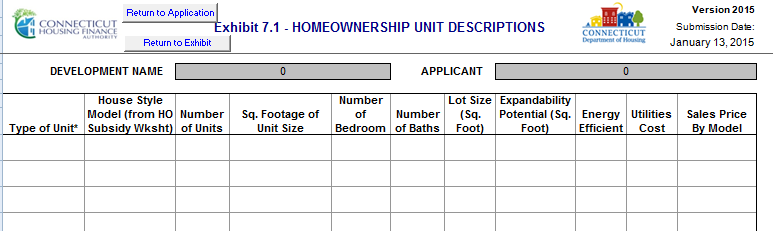 CONNECTICUT
HOUSING FINANCE
AUTHORITY
Return to Application
Return to Exhibit
Exhibit 7.1 - HOMEOWNERSHIP UNIT DESCRIPTIONS
CONNECTICUT
Department of Housing
Version 2015
Submission Date:
January 13, 2015
DEVELOPMENT NAME 0 APPLICANT 0
Type of Unit*
House Style
Model (from HO
Subsidy Wksht)
Number
of Units
Sq. Footage of
Unit Size
Number
of
Bedroom
Number
of Baths
Lot Size
(Sq.
Foot)
Expandability
Potential (Sq.
Foot)
Energy
Efficient
Utilities
Cost
Sales Price
By Model